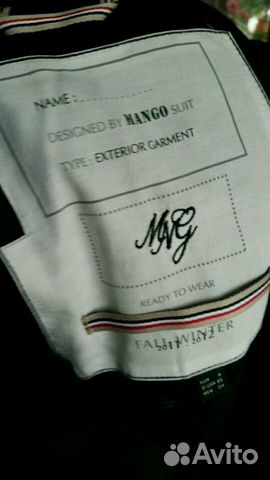 NAME : ..............
DESIGNED BY MANGO SUIT
TYPE : EXTERIOR GARMENT
MNG
READY TO WEAR
FALL WINTER
2011 - 2012
Avito